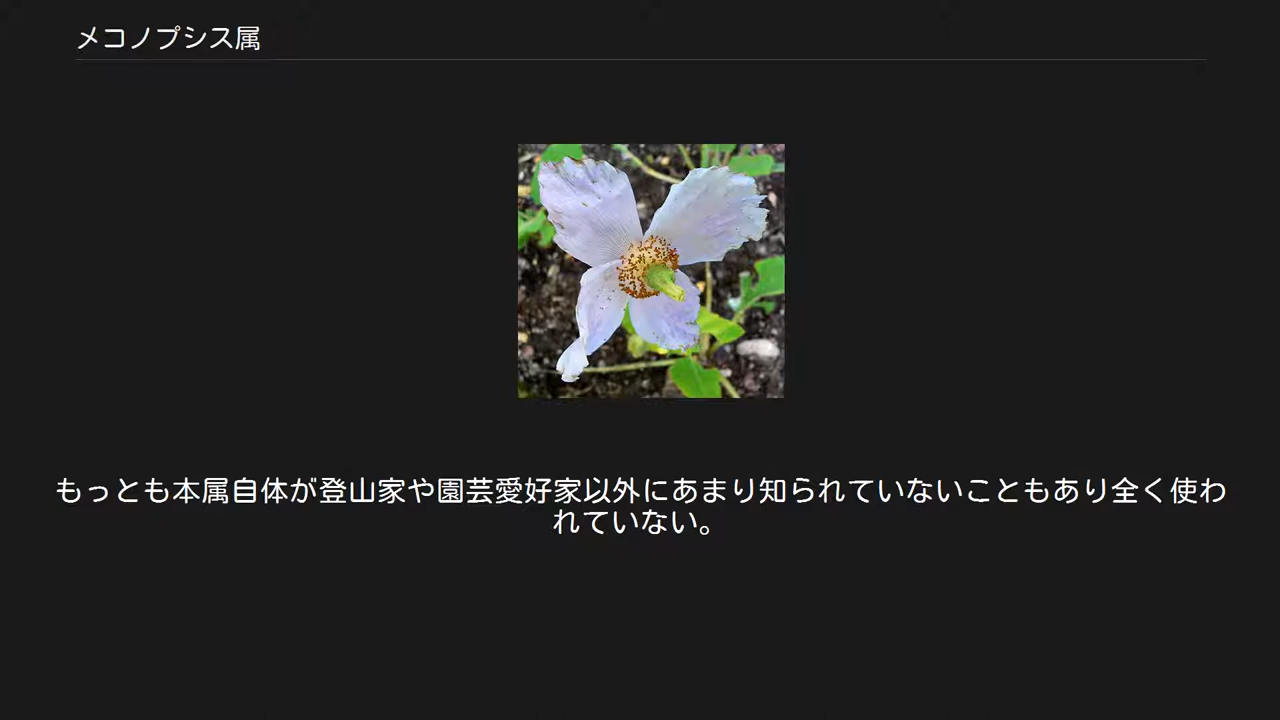 メコノプシス属
もっとも本属自体が登山家や園芸愛好家以外にあまり知られていないこともあり全く使わ
れていない。